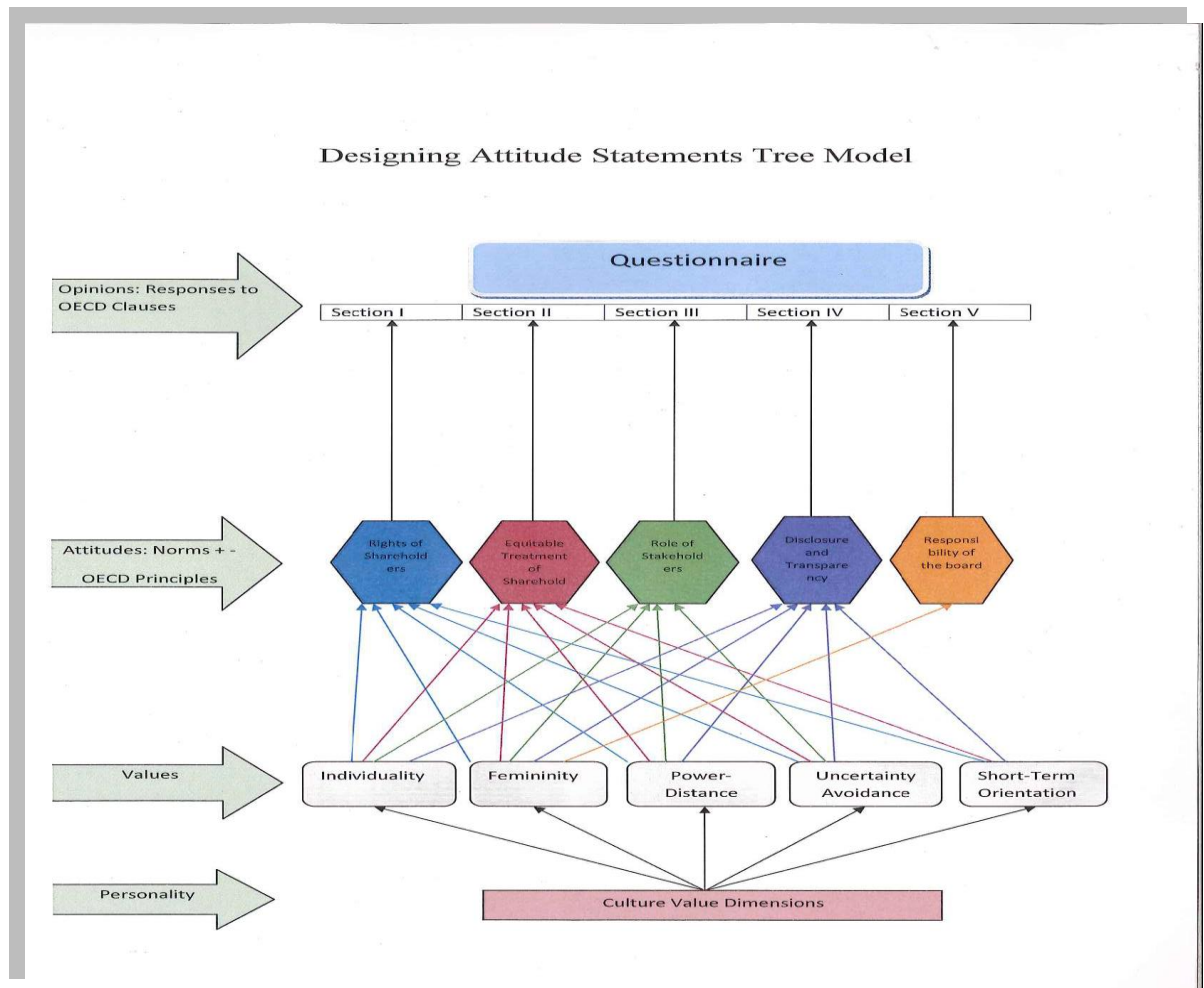 Designing Attitude Statements Tree Model
Questionnaire
Opinions: Responses to
OECD Clauses
Section I
Section II
Section III
Section IV
Section V
Attitudes: Norms + -
OECD Principles
Rights of
Sharehold
ers
Equitable
Treatment
of
Sharehold
Role of
Stakehold
ers
Disclosure
and
Transpare
ncy
Responsi
bility of
the board
Values
Individuality
Femininity
Power-
Distance
Uncertainty
Avoidance
Short-Term
Orientation
Personality
Culture Value Dimensions